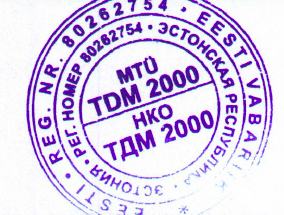 REG. NR. 80262754 · EESTI VABARIIK
EESTI ·
РЕГ. НОМЕР 80262754 · ЭСТОНСКАЯ РЕСПУБЛИКА · ЭСТОНИЯ ·
MTÜ
TDM 2000
НКО
ТДМ 2000